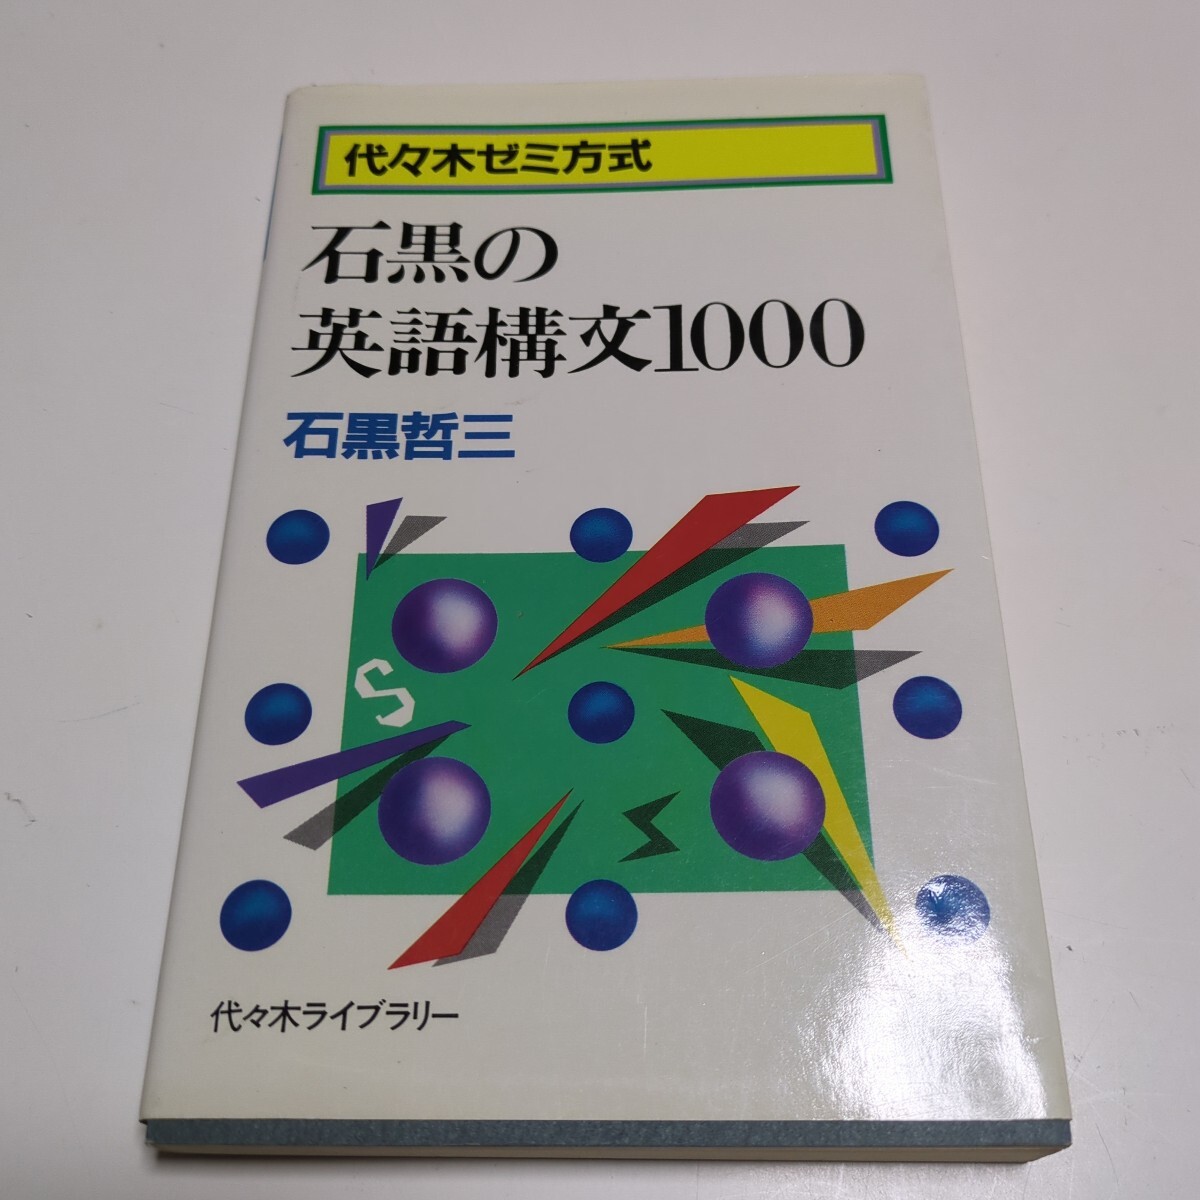 代々木ゼミ方式
石黒の
英語構文1000
石黒哲三
S
代々木ライブラリー